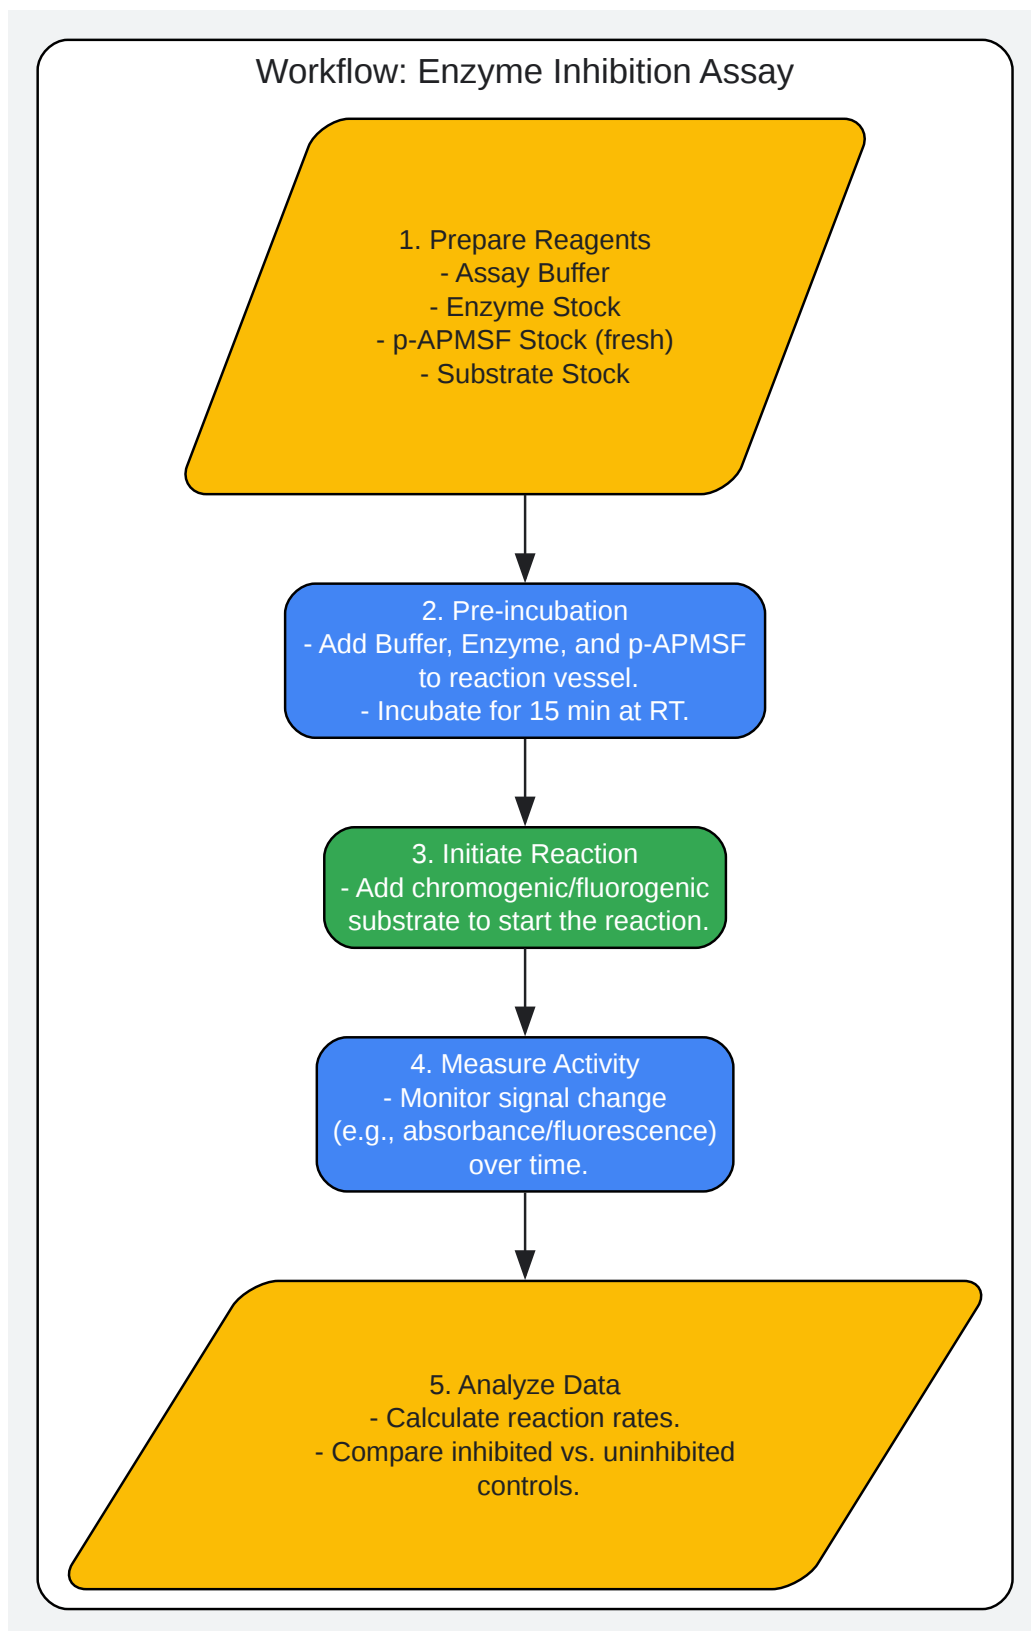 Workflow: Enzyme Inhibition Assay
1. Prepare Reagents
- Assay Buffer
- Enzyme Stock
- p-APMSF Stock (fresh)
- Substrate Stock
2. Pre-incubation
- Add Buffer, Enzyme, and p-APMSF
to reaction vessel.
- Incubate for 15 min at RT.
3. Initiate Reaction
- Add chromogenic/fluorogenic
substrate to start the reaction.
4. Measure Activity
- Monitor signal change
(e.g., absorbance/fluorescence)
over time.
5. Analyze Data
- Calculate reaction rates.
- Compare inhibited vs. uninhibited
controls.